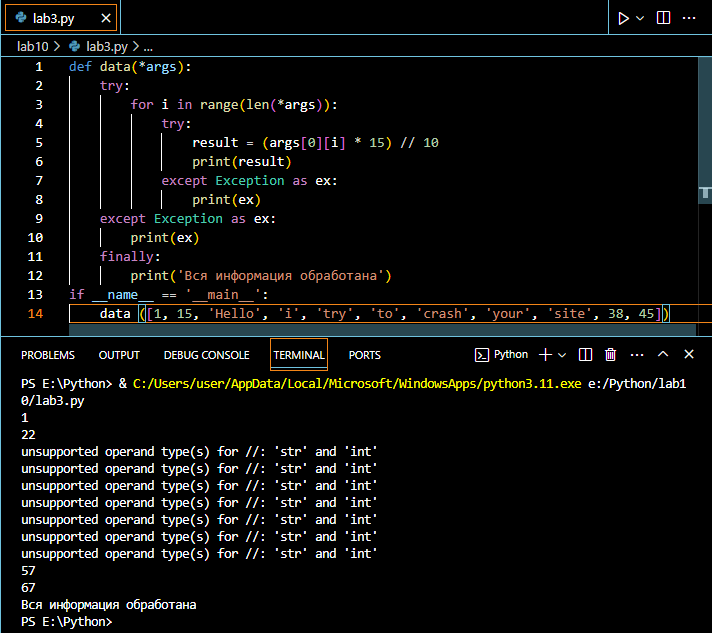 lab3.py
lab10 > lab3.py > ...
1 def data(*args):
2     try:
3         for i in range(len(*args)):
4             try:
5                 result = (args[0][i] * 15) // 10
6                 print(result)
7             except Exception as ex:
8                 print(ex)
9     except Exception as ex:
10         print(ex)
11     finally:
12         print('Вся информация обработана')
13 if __name__ == '__main__':
14     data ([1, 15, 'Hello', 'i', 'try', 'to', 'crash', 'your', 'site', 38, 45])
PROBLEMS OUTPUT DEBUG CONSOLE TERMINAL PORTS Python
PS E:\Python> & C:/Users/user/AppData/Local/Microsoft/WindowsApps/python3.11.exe e:/Python/lab1
0/lab3.py
1
22
unsupported operand type(s) for //: 'str' and 'int'
unsupported operand type(s) for //: 'str' and 'int'
unsupported operand type(s) for //: 'str' and 'int'
unsupported operand type(s) for //: 'str' and 'int'
unsupported operand type(s) for //: 'str' and 'int'
unsupported operand type(s) for //: 'str' and 'int'
unsupported operand type(s) for //: 'str' and 'int'
57
67
Вся информация обработана
PS E:\Python>